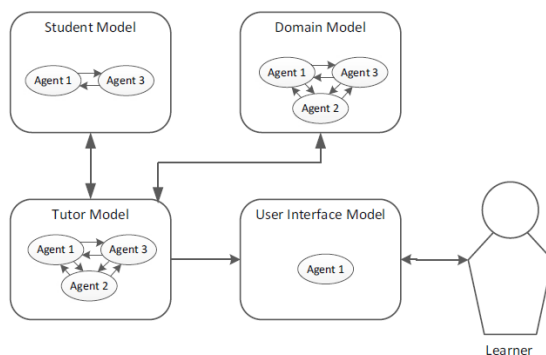 Student Model
Agent 1
Agent 3
Domain Model
Agent 1
Agent 3
Agent 2
Tutor Model
Agent 1
Agent 3
Agent 2
User Interface Model
Agent 1
Learner